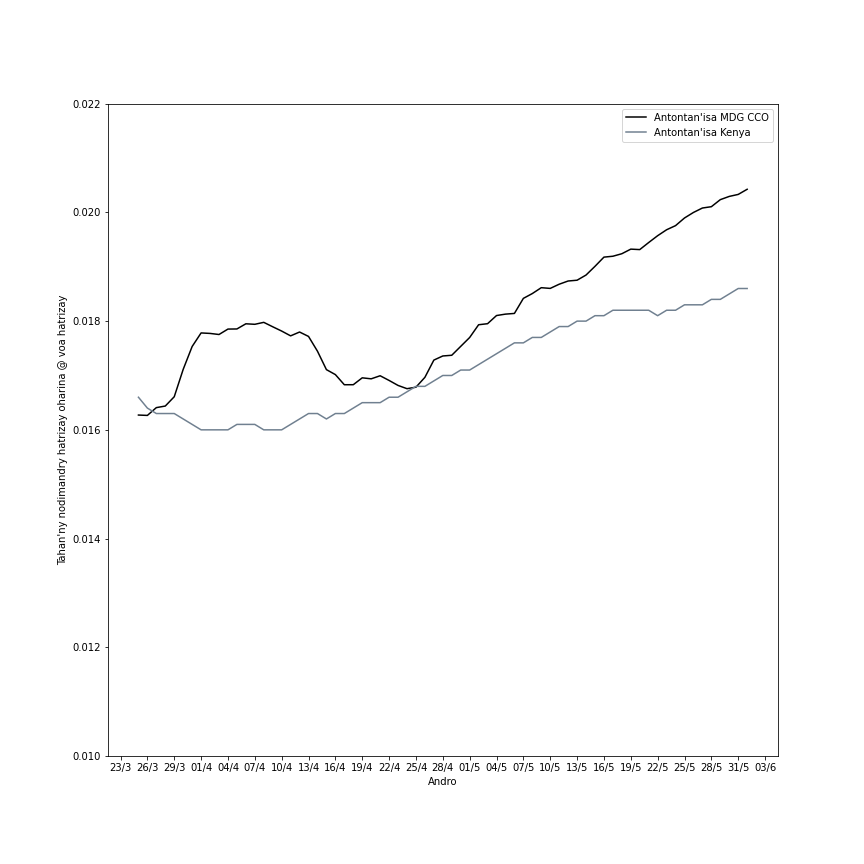 0.022
0.020
0.018
0.016
0.014
0.012
0.010
Tahan'ny nodimandry hatrizay oharina @ voa hatrizay
Antontan'isa MDG CCO
Antontan'isa Kenya
23/3 26/3 29/3 01/4 04/4 07/4 10/4 13/4 16/4 19/4 22/4 25/4 28/4 01/5 04/5 07/5 10/5 13/5 16/5 19/5 22/5 25/5 28/5 31/5 03/6
Andro